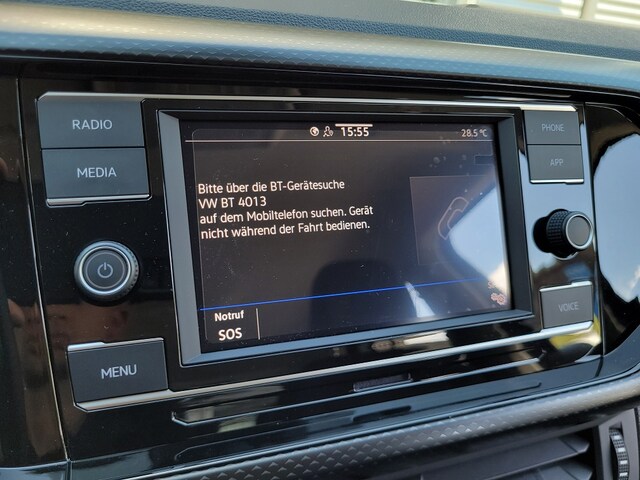 RADIO
MEDIA
MENU
15:55
28.5°C
Bitte über die BT-Gerätesuche
VW BT 4013
auf dem Mobiltelefon suchen. Gerät
nicht während der Fahrt bedienen.
Notruf
SOS
PHONE
APP
VOICE